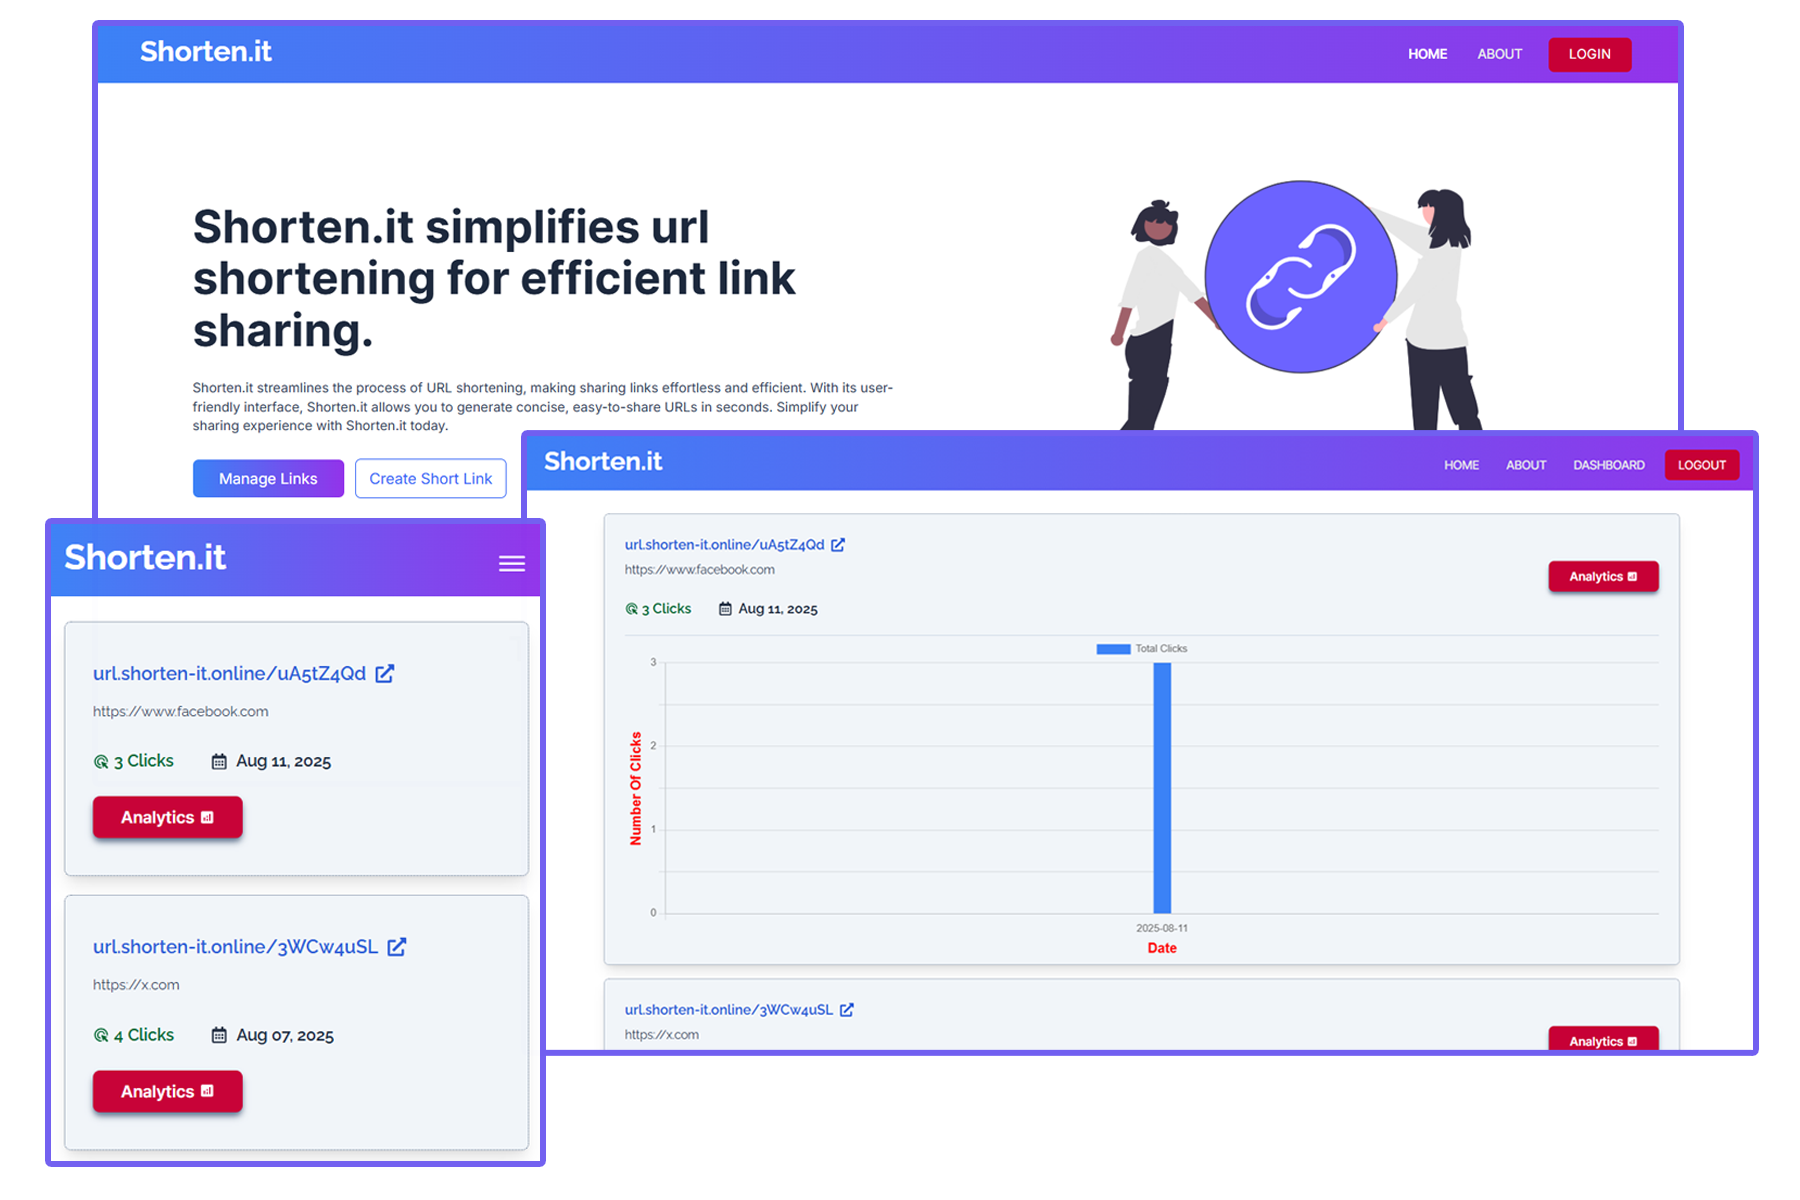 Shorten.it
HOME
ABOUT
LOGIN
Shorten.it simplifies url
shortening for efficient link
sharing.
Shorten.it streamlines the process of URL shortening, making sharing links effortless and efficient. With its user-
friendly interface, Shorten.it allows you to generate concise, easy-to-share URLs in seconds. Simplify your
sharing experience with Shorten.it today.
Manage Links
Create Short Link
Shorten.it
HOME
ABOUT
DASHBOARD
LOGOUT
url.shorten-it.online/uA5tZ4Qd
https://www.facebook.com
3 Clicks
Aug 11, 2025
Analytics
Total Clicks
3
2
1
0
Number Of Clicks
2025-08-11
Date
url.shorten-it.online/3WCw4uSL
https://x.com
Analytics
Shorten.it
url.shorten-it.online/uA5tZ4Qd
https://www.facebook.com
3 Clicks
Aug 11, 2025
Analytics
url.shorten-it.online/3WCw4uSL
https://x.com
4 Clicks
Aug 07, 2025
Analytics